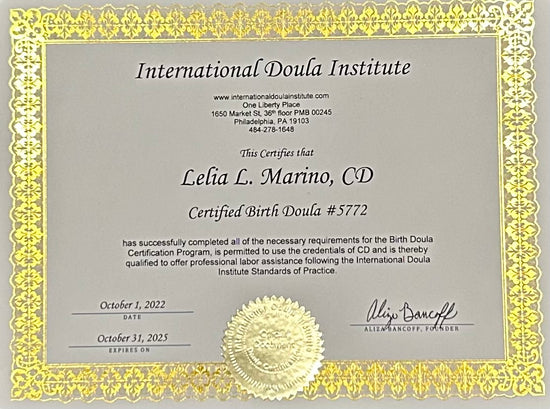 International Doula Institute
www.internationaldoulainstitute.com
One Liberty Place
1650 Market St, 36th floor PMB 00245
Philadelphia, PA 19103
484-278-1648
This Certifies that
Lelia L. Marino, CD
Certified Birth Doula #5772
has successfully completed all of the necessary requirements for the Birth Doula
Certification Program, is permitted to use the credentials of CD and is thereby
qualified to offer professional labor assistance following the International Doula
Institute Standards of Practice.
October 1, 2022
DATE
October 31, 2025
EXPIRES ON
Aliza Bancoff
ALIZA BANCOFF, FOUNDER